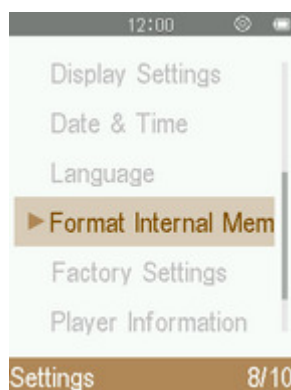 12:00
Display Settings
Date & Time
Language
Format Internal Mem
Factory Settings
Player Information
Settings 8/10